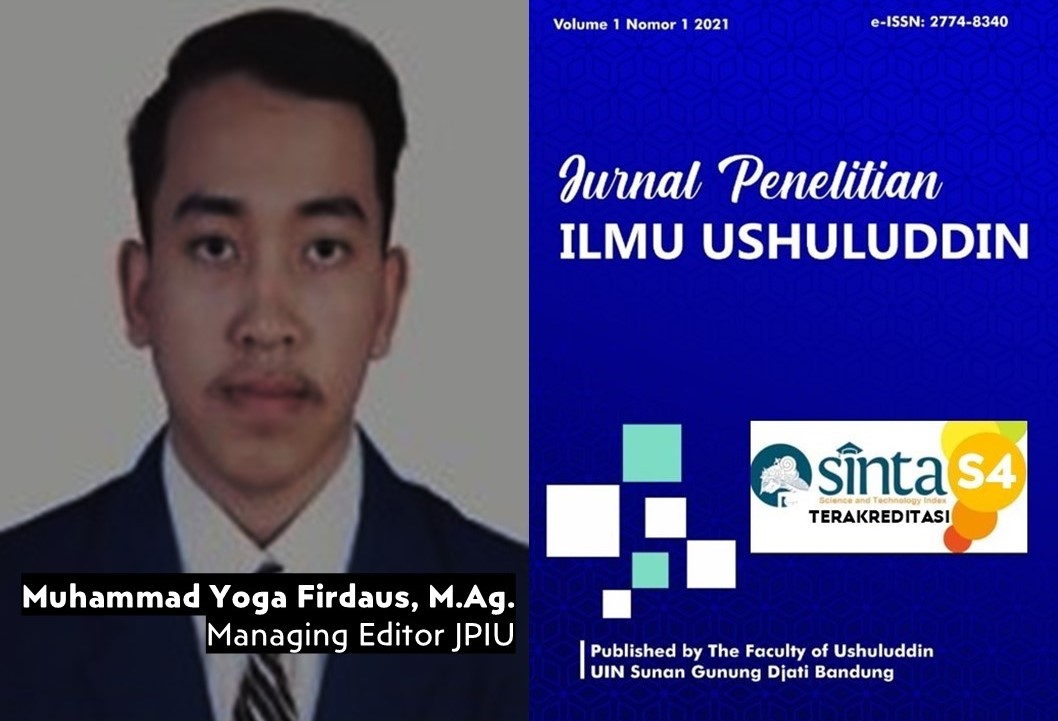 Muhammad Yoga Firdaus, M.Ag.
Managing Editor JPIU
Volume 1 Nomor 1 2021
e-ISSN: 2774-8340
Jurnal Penelitian
ILMU USHULUDDIN
sinta
S4
Science and Technology Index
TERAKREDITASI
Published by The Faculty of Ushuluddin
UIN Sunan Gunung Djati Bandung